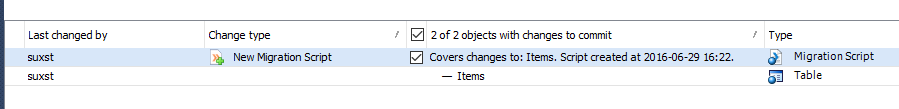 Last changed by Change type 2 of 2 objects with changes to commit Type
suxst New Migration Script Covers changes to: Items. Script created at 2016-06-29 16:22. Migration Script
suxst — Items Table